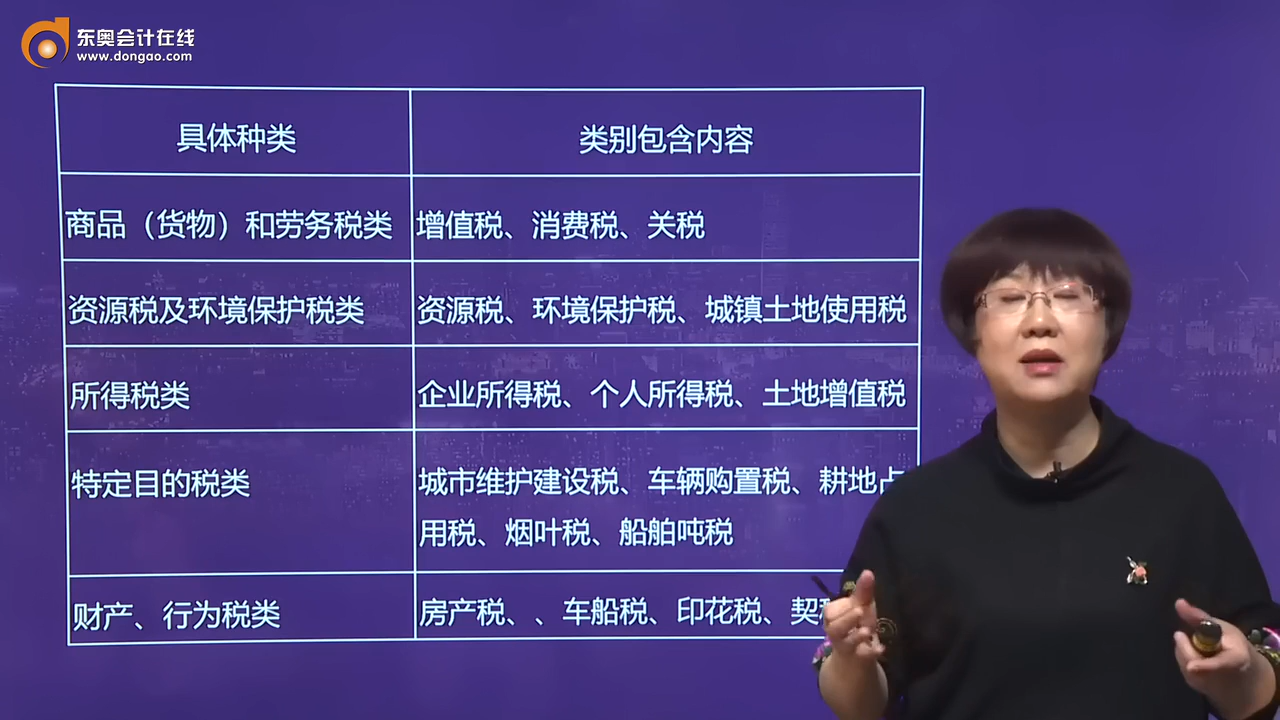 东奥会计在线
www.dongao.com
具体种类
类别包含内容
商品（货物）和劳务税类
增值税、消费税、关税
资源税及环境保护税类
资源税、环境保护税、城镇土地使用税
所得税类
企业所得税、个人所得税、土地增值税
特定目的税类
城市维护建设税、车辆购置税、耕地占
用税、烟叶税、船舶吨税
财产、行为税类
房产税、、车船税、印花税、契